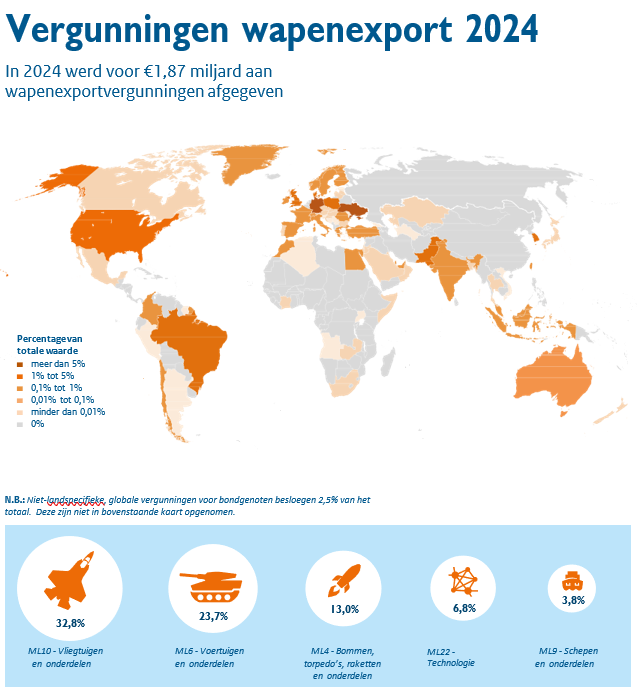 Vergunningen wapenexport 2024
In 2024 werd voor €1,87 miljard aan
wapenexportvergunningen afgegeven
Percentage van
totale waarde
meer dan 5%
1% tot 5%
0,1% tot 1%
0,01% tot 0,1%
minder dan 0,01%
0%
N.B.: Niet-landspecifieke, globale vergunningen voor bondgenoten besloegen 2,5% van het
totaal. Deze zijn niet in bovenstaande kaart opgenomen.
32,8%
23,7%
13,0%
6,8%
3,8%
ML10 - Vliegtuigen
en onderdelen
ML6 - Voertuigen
en onderdelen
ML4 - Bommen,
torpedo's, raketten
en onderdelen
ML22 -
Technologie
ML9 - Schepen
en onderdelen